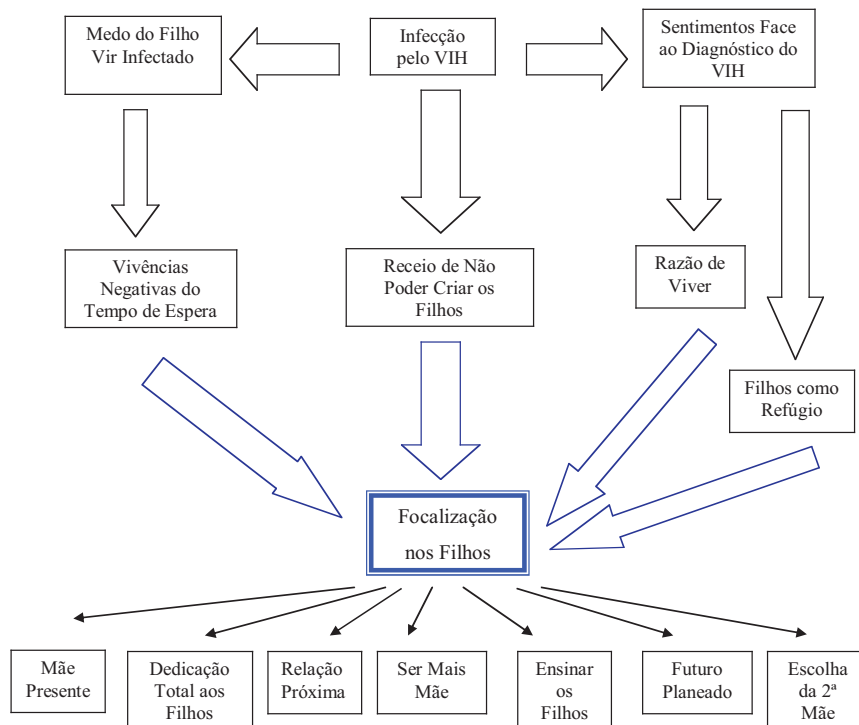 Medo do Filho
Vir Infectado
Infecção
pelo VIH
Sentimentos Face
ao Diagnóstico do
VIH
Vivências
Negativas do
Tempo de Espera
Receio de Não
Poder Criar os
Filhos
Razão de
Viver
Filhos como
Refúgio
Focalização
nos Filhos
Mãe
Presente
Dedicação
Total aos
Filhos
Relação
Próxima
Ser Mais
Mãe
Ensinar
os
Filhos
Futuro
Planeado
Escolha
da 2ª
Mãe